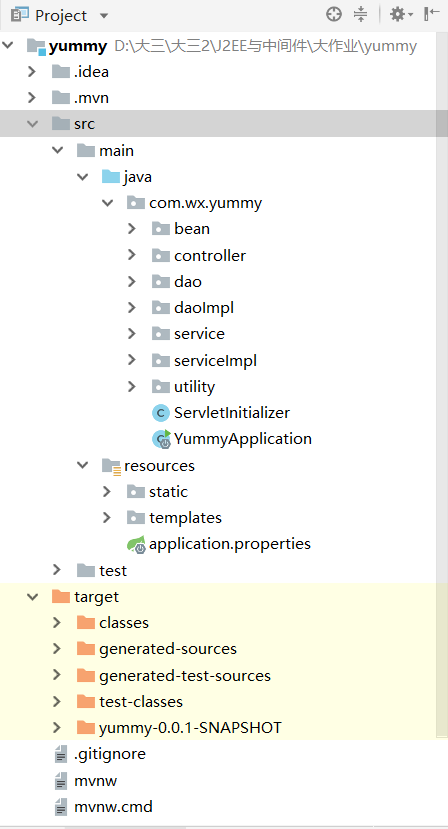 Project
yummy D:\大三\大三2\J2EE与中间件\大作业\yummy
.idea
.mvn
src
main
java
com.wx.yummy
bean
controller
dao
daoImpl
service
serviceImpl
utility
ServletInitializer
YummyApplication
resources
static
templates
application.properties
test
target
classes
generated-sources
generated-test-sources
test-classes
yummy-0.0.1-SNAPSHOT
.gitignore
mvnw
mvnw.cmd